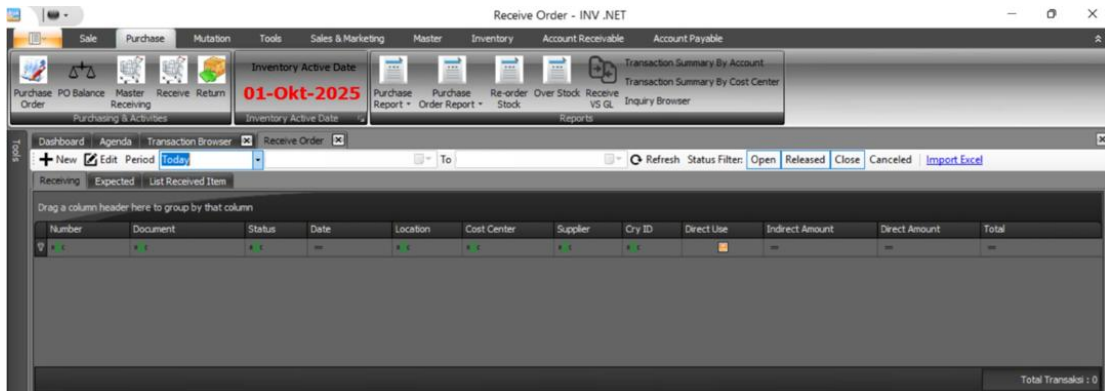 Receive Order - INV .NET
Sale Purchase Mutation Tools Sales & Marketing Master Inventory Account Receivable Account Payable
Purchase Order PO Balance Master Receiving Receive Return
Purchasing & Activities
Inventory Active Date
01-Okt-2025
Inventory Active Date
Purchase Report Purchase Order Report Re-order Stock Over Stock Receive VS GL
Transaction Summary By Account
Transaction Summary By Cost Center
Inquiry Browser
Reports
Tools
Dashboard Agenda Transaction Browser Receive Order
New Edit Period Today To Refresh Status Filter: Open Released Close Canceled Import Excel
Receiving Expected List Received Item
Drag a column header here to group by that column
Number Document Status Date Location Cost Center Supplier Cry ID Direct Use Indirect Amount Direct Amount Total
Total Transaksi : 0